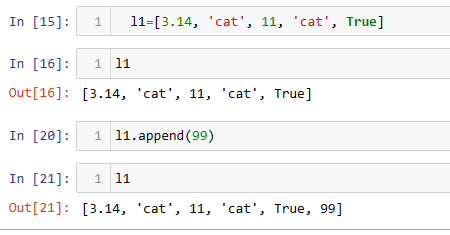 In [15]: 1 l1=[3.14, 'cat', 11, 'cat', True]
In [16]: 1 l1
Out[16]: [3.14, 'cat', 11, 'cat', True]
In [20]: 1 l1.append(99)
In [21]: 1 l1
Out[21]: [3.14, 'cat', 11, 'cat', True, 99]